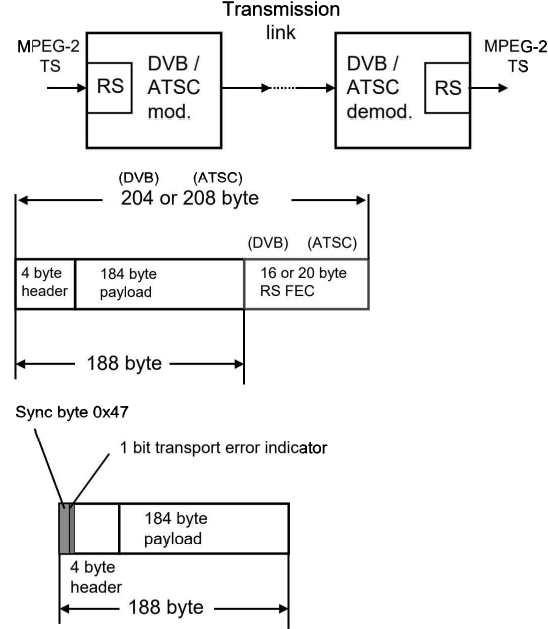 Transmission
link
MPEG-2
TS
RS
DVB /
ATSC
mod.
DVB /
ATSC
demod.
RS
MPEG-2
TS
(DVB) (ATSC)
204 or 208 byte
(DVB) (ATSC)
4 byte
header
184 byte
payload
16 or 20 byte
RS FEC
188 byte
Sync byte 0x47
1 bit transport error indicator
184 byte
payload
4 byte
header
188 byte